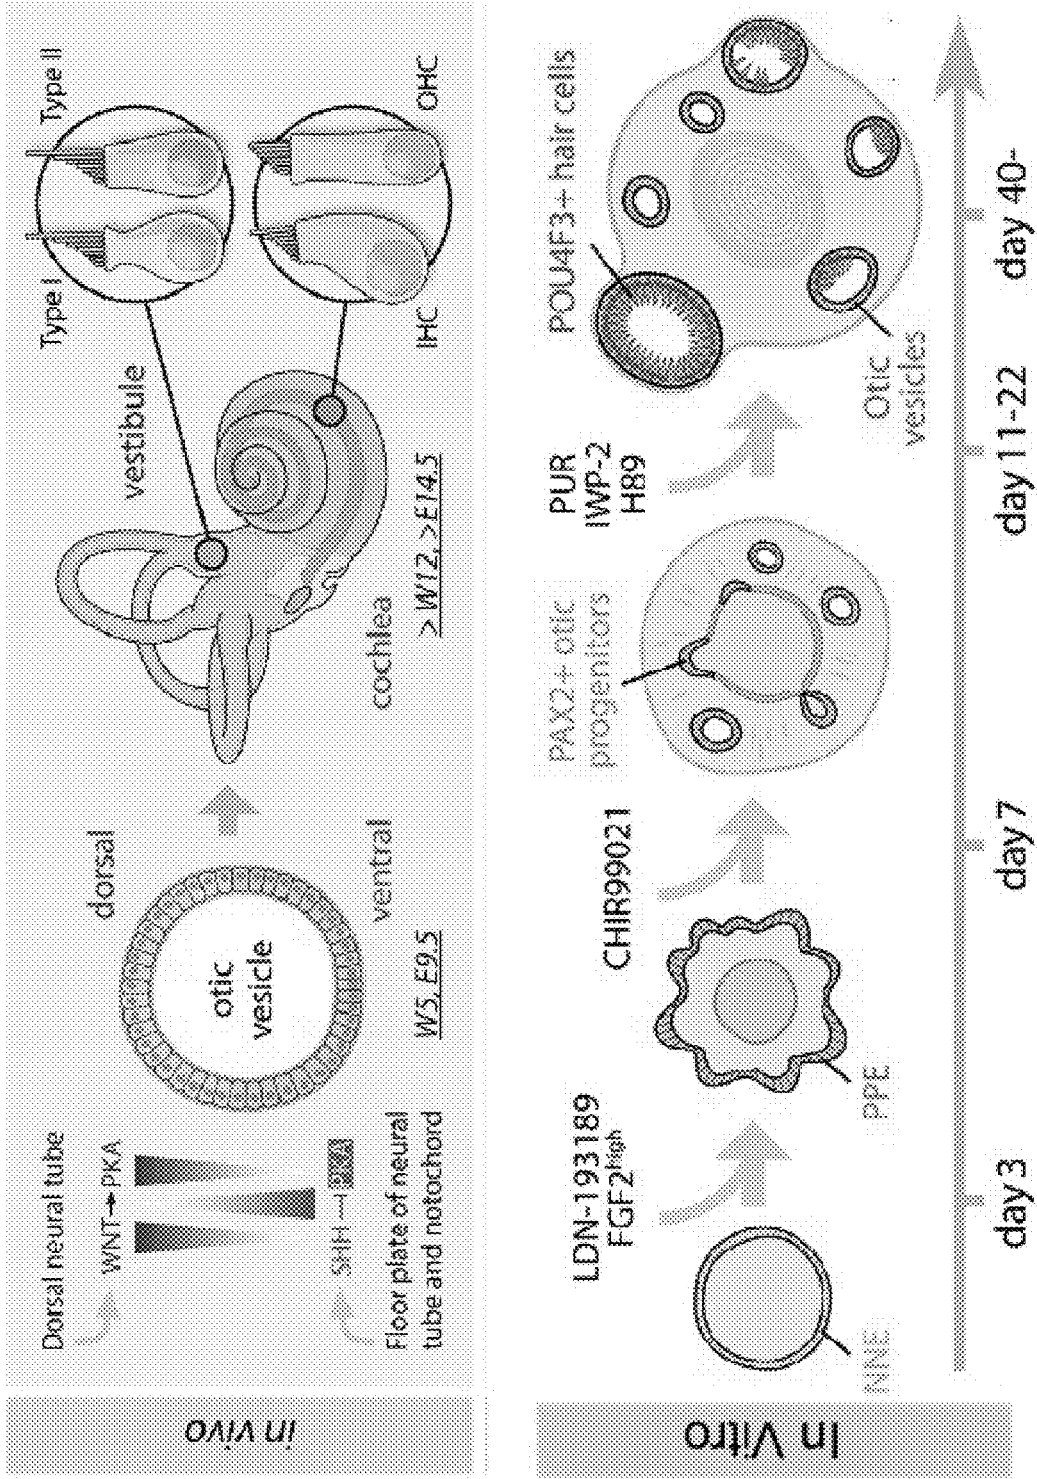 in vivo
Dorsal neural tube
WNT→PKA
SHH⊣PKA
Floor plate of neural
tube and notochord
dorsal
otic
vesicle
ventral
W5, E9.5
vestibule
cochlea
> W12, >E14.5
Type I
Type II
IHC
OHC
In Vitro
NNE
LDN-193189
FGF2high
PPE
CHIR99021
PAX2+ otic
progenitors
PUR
IWP-2
H89
POU4F3+ hair cells
Otic
vesicles
day3
day 7
day 11-22
day 40-